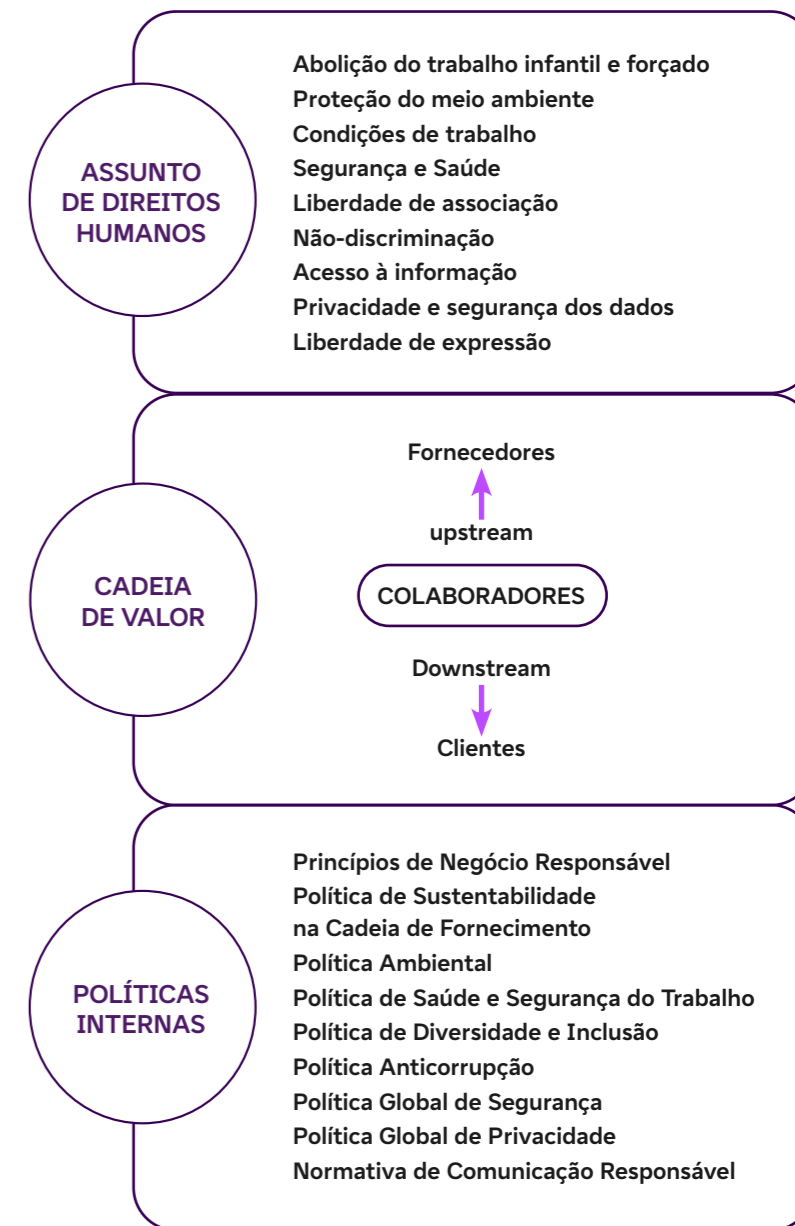 ASSUNTO
DE DIREITOS
HUMANOS
Abolição do trabalho infantil e forçado
Proteção do meio ambiente
Condições de trabalho
Segurança e Saúde
Liberdade de associação
Não-discriminação
Acesso à informação
Privacidade e segurança dos dados
Liberdade de expressão
CADEIA
DE VALOR
Fornecedores
upstream
COLABORADORES
Downstream
Clientes
POLÍTICAS
INTERNAS
Princípios de Negócio Responsável
Política de Sustentabilidade
na Cadeia de Fornecimento
Política Ambiental
Política de Saúde e Segurança do Trabalho
Política de Diversidade e Inclusão
Política Anticorrupção
Política Global de Segurança
Política Global de Privacidade
Normativa de Comunicação Responsável